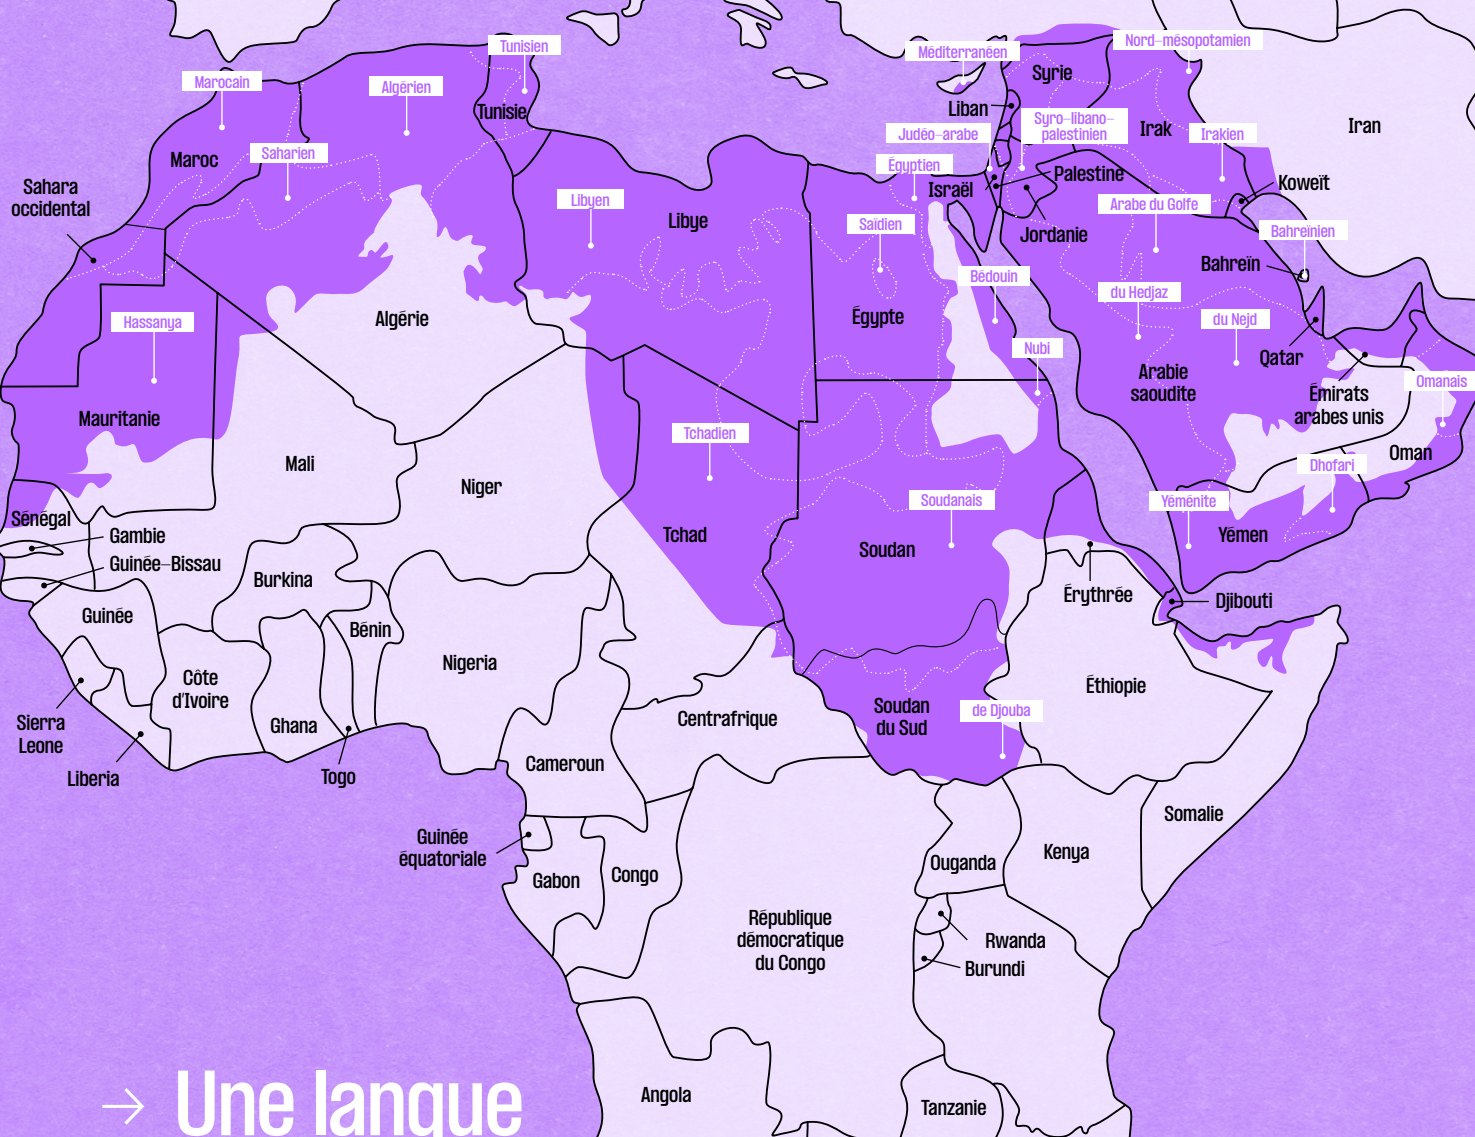 Tunisien
Méditerranéen
Nord-mésopotamien
Marocain
Algérien
Syrie
Tunisie
Liban
Syro-libano-
palestinien
Irak
Iran
Judéo-arabe
Irakien
Maroc
Saharien
Égyptien
Palestine
Israël
Koweït
Sahara
occidental
Libyen
Libye
Saïdien
Arabe du Golfe
Jordanie
Bahreïnien
Bahreïn
Bédouin
Hassanya
Algérie
Égypte
du Hedjaz
du Nejd
Nubi
Qatar
Arabie
saoudite
Émirats
arabes unis
Omanais
Mauritanie
Tchadien
Mali
Oman
Dhofari
Niger
Soudanais
Yéménite
Sénégal
Gambie
Tchad
Soudan
Yémen
Guinée-Bissau
Burkina
Érythrée
Djibouti
Guinée
Bénin
Nigeria
Éthiopie
Côte
d'Ivoire
Sierra
Leone
Ghana
Centrafrique
Soudan
du Sud
de Djouba
Liberia
Togo
Cameroun
Somalie
Guinée
équatoriale
Gabon
Congo
Ouganda
Kenya
République
démocratique
du Congo
Rwanda
Burundi
Angola
Tanzanie
→ Une langue